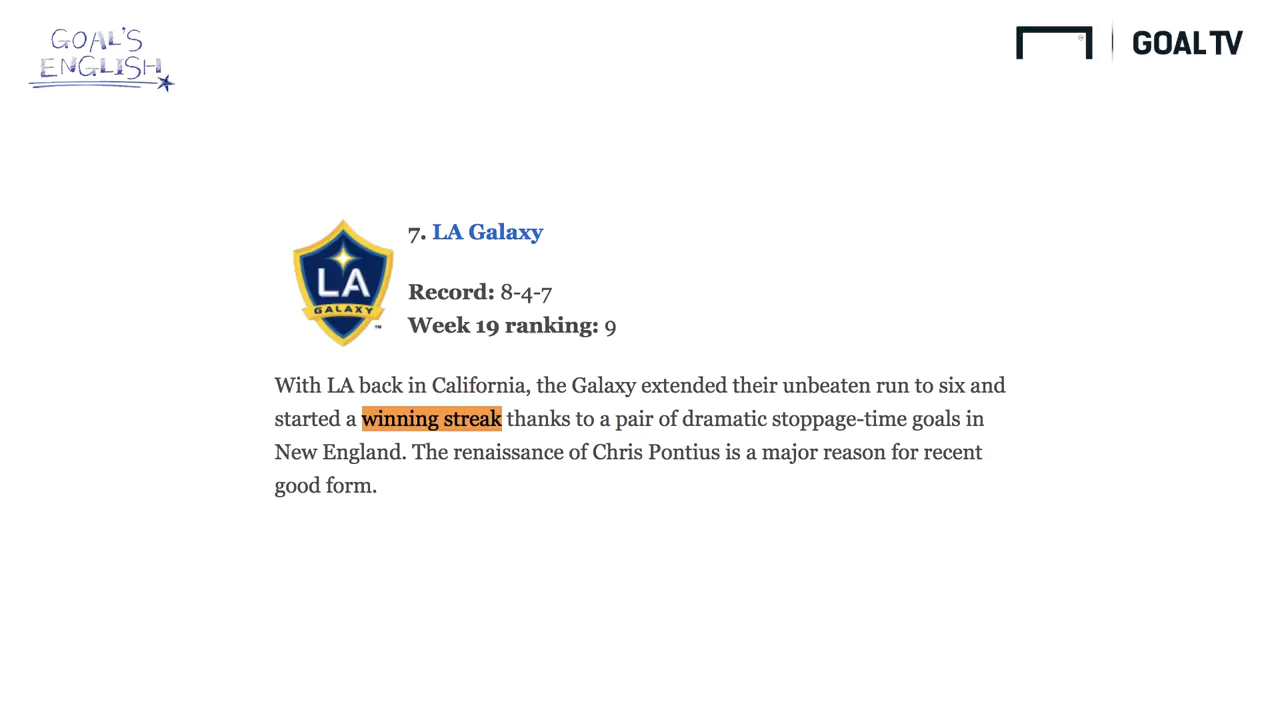 GOAL'S
ENGLISH
GOAL TV
7. LA Galaxy
LA
GALAXY
™
Record: 8-4-7
Week 19 ranking: 9
With LA back in California, the Galaxy extended their unbeaten run to six and
started a winning streak thanks to a pair of dramatic stoppage-time goals in
New England. The renaissance of Chris Pontius is a major reason for recent
good form.